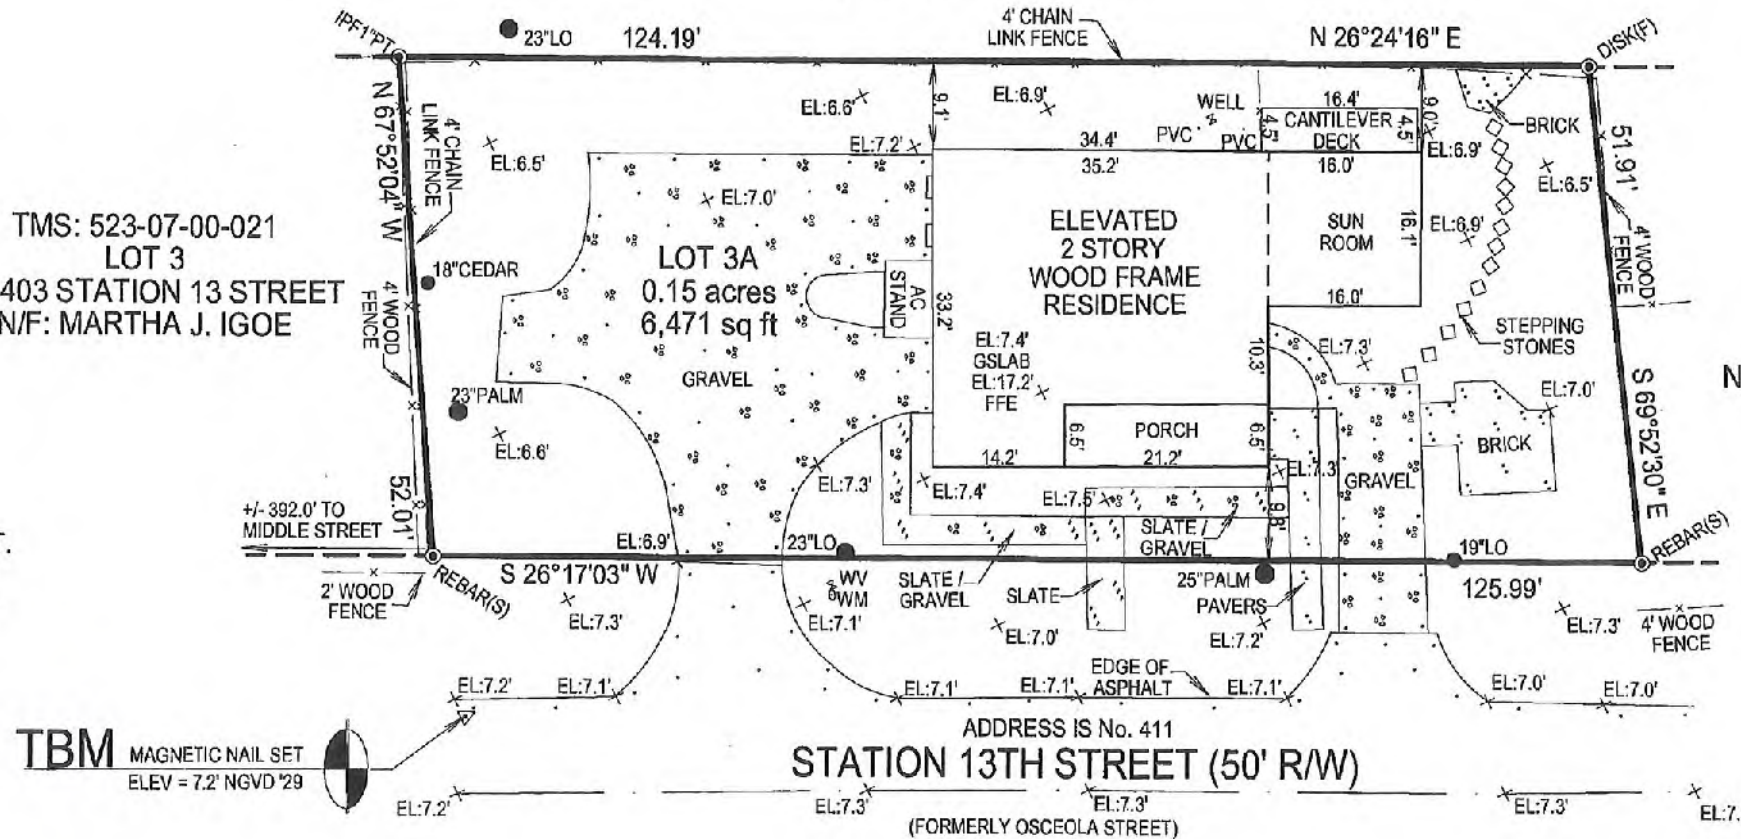 4' CHAIN
LINK FENCE
IPF1"PT
23"LO
124.19'
N 26°24'16" E
DISK(F)
N 67°52'04" W
4' CHAIN
LINK FENCE
EL:6.6'
EL:6.9'
9.1'
WELL
PVC
PVC
16.4'
4.5'
CANTILEVER
DECK
4.5'
9.0'
BRICK
51.91'
EL:6.5'
EL:7.2'
34.4'
35.2'
16.0'
EL:6.9'
EL:6.5'
EL:7.0'
TMS: 523-07-00-021
LOT 3
403 STATION 13 STREET
N/F: MARTHA J. IGOE
18"CEDAR
4' WOOD
FENCE
LOT 3A
0.15 acres
6,471 sq ft
AC
STAND
33.2'
ELEVATED
2 STORY
WOOD FRAME
RESIDENCE
SUN
ROOM
16.1'
EL:6.9'
4' WOOD
FENCE
16.0'
STEPPING
STONES
EL:7.4'
GSLAB
EL:17.2'
FFE
10.3'
EL:7.3'
GRAVEL
23"PALM
EL:6.6'
EL:7.0'
S 69°52'30" E
N
6.5'
PORCH
6.5'
14.2'
21.2'
BRICK
EL:7.3'
EL:7.4'
EL:7.5'
EL:7.3'
GRAVEL
52.01'
+/- 392.0' TO
MIDDLE STREET
SLATE /
GRAVEL
9.8'
EL:6.9'
23"LO
19"LO
REBAR(S)
S 26°17'03" W
2' WOOD
FENCE
REBAR(S)
WV
WM
SLATE /
GRAVEL
SLATE
25"PALM
PAVERS
125.99'
EL:7.3'
EL:7.1'
EL:7.0'
EL:7.2'
EL:7.3'
4' WOOD
FENCE
EL:7.2'
EL:7.1'
EL:7.1'
EL:7.1'
EDGE OF
ASPHALT
EL:7.1'
EL:7.0'
EL:7.0'
TBM MAGNETIC NAIL SET
ELEV = 7.2' NGVD '29
ADDRESS IS No. 411
STATION 13TH STREET (50' R/W)
EL:7.2'
EL:7.3'
EL:7.3'
EL:7.3'
EL:7.
(FORMERLY OSCEOLA STREET)